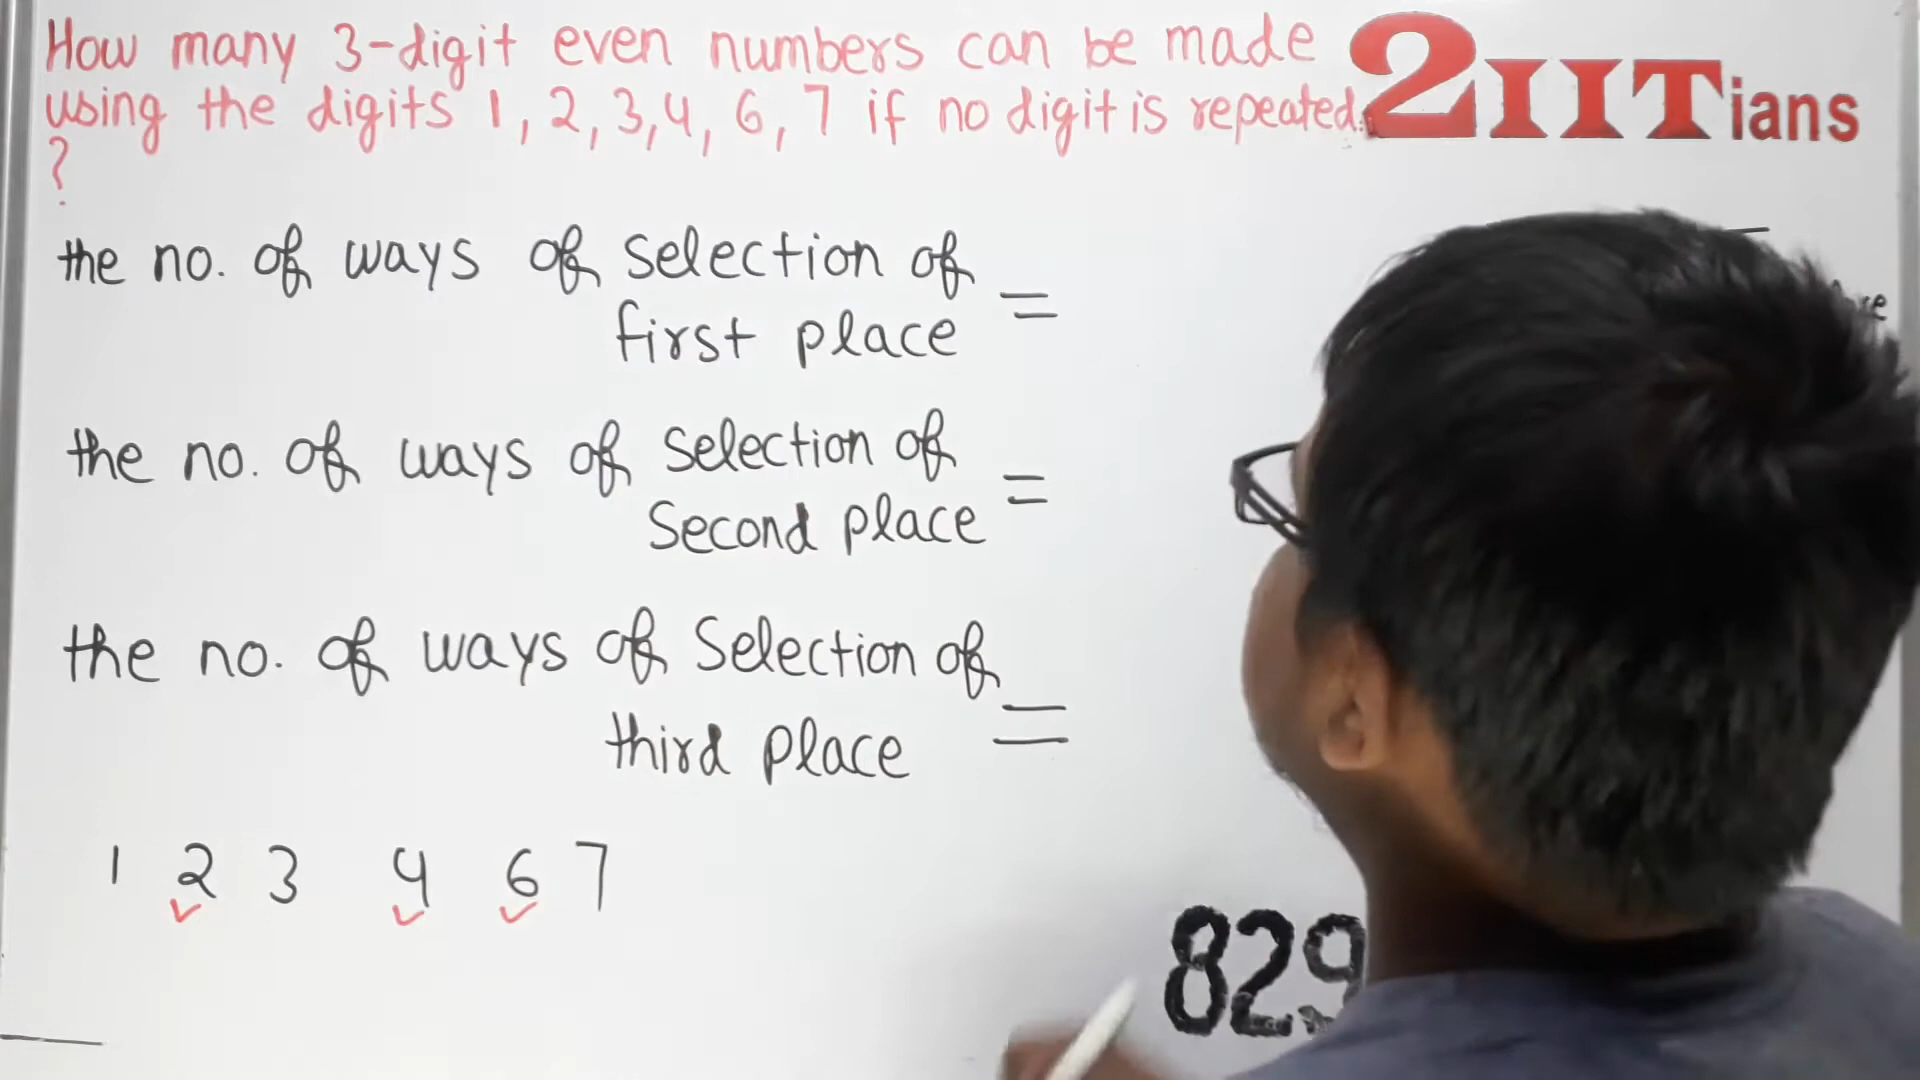 How many 3-digit even numbers can be made
using the digits 1, 2, 3, 4, 6, 7 if no digit is repeated.
?
2IITians
the no. of ways of selection of
first place =
the no. of ways of selection of
second place =
the no. of ways of selection of
third place =
1 2 3 4 6 7
829